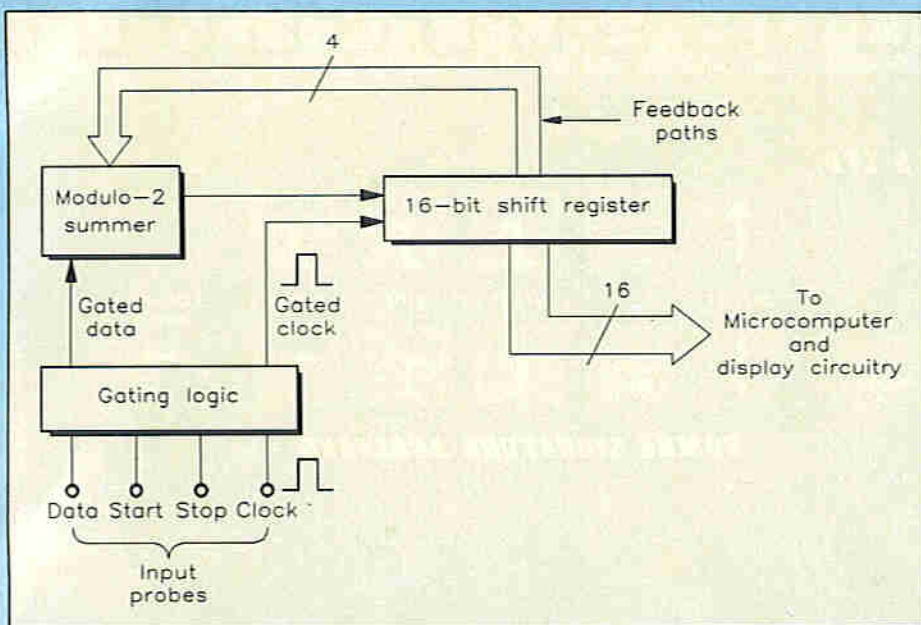 4
Feedback
paths
Modulo-2
summer
16-bit shift register
Gated
data
Gated
clock
16
To
Microcomputer
and
display circuitry
Gating logic
Data Start Stop Clock
Input
probes